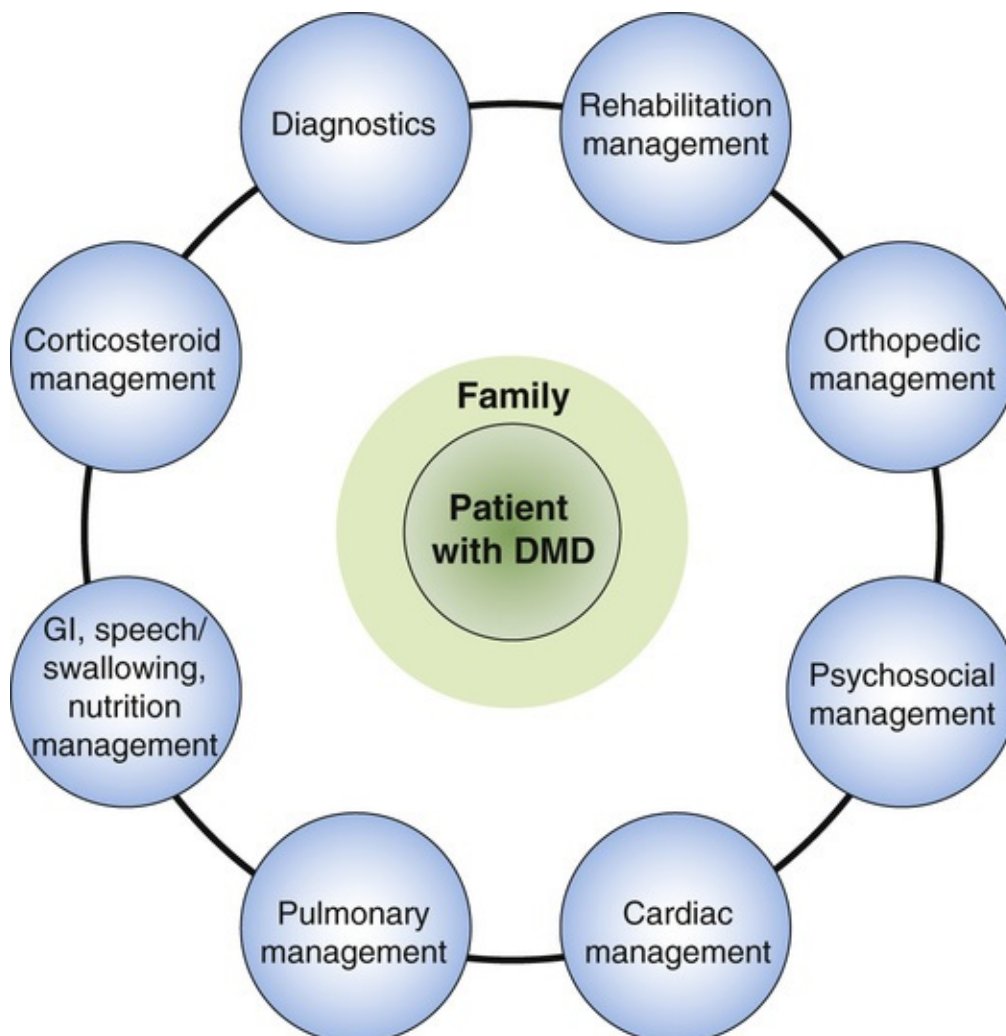 Diagnostics
Rehabilitation
management
Corticosteroid
management
Orthopedic
management
Family
Patient
with DMD
GI, speech/
swallowing,
nutrition
management
Psychosocial
management
Pulmonary
management
Cardiac
management